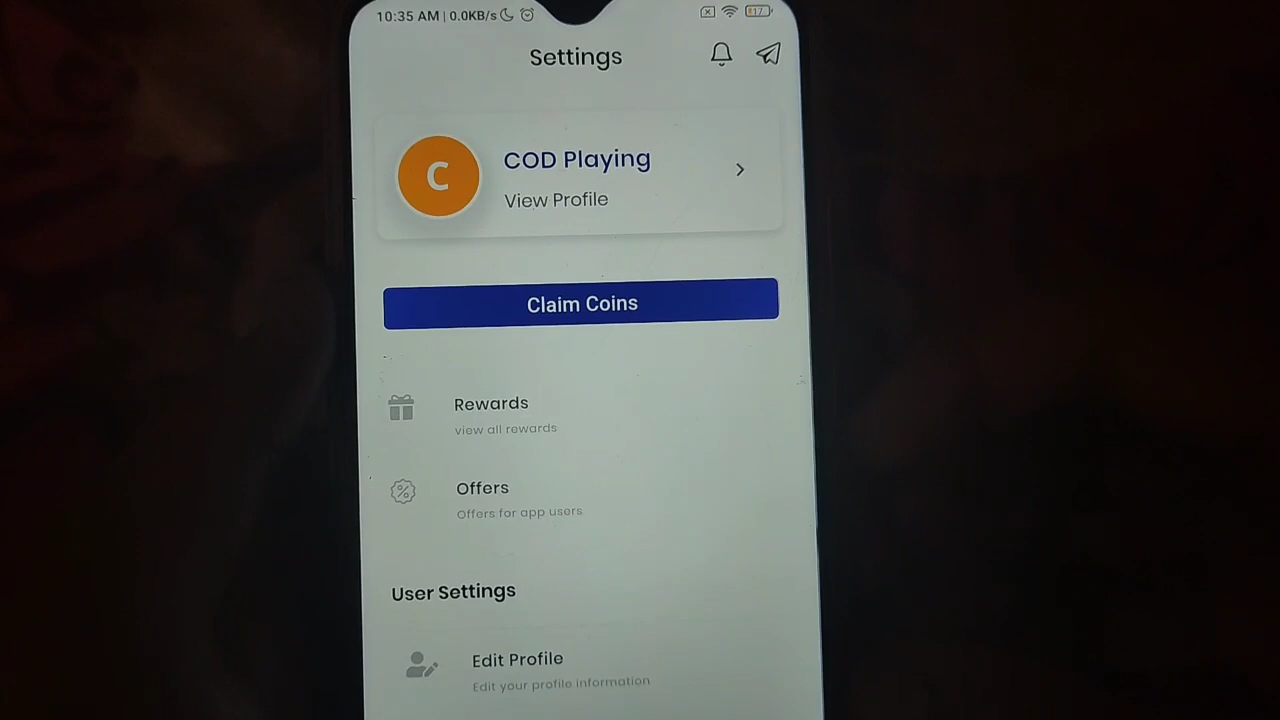 10:35 AM | 0.0KB/s
17
Settings
C
COD Playing
View Profile
Claim Coins
Rewards
view all rewards
Offers
Offers for app users
User Settings
Edit Profile
Edit your profile information